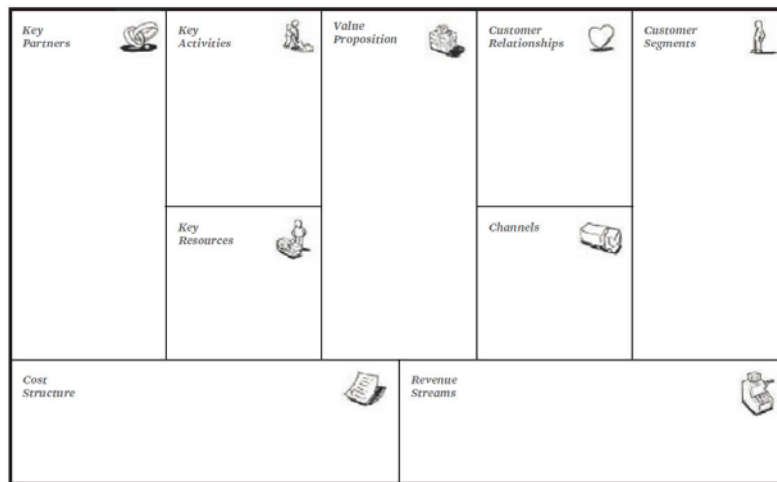 Key
Partners
Key
Activities
Value
Proposition
Customer
Relationships
Customer
Segments
Key
Resources
Channels
Cost
Structure
Revenue
Streams